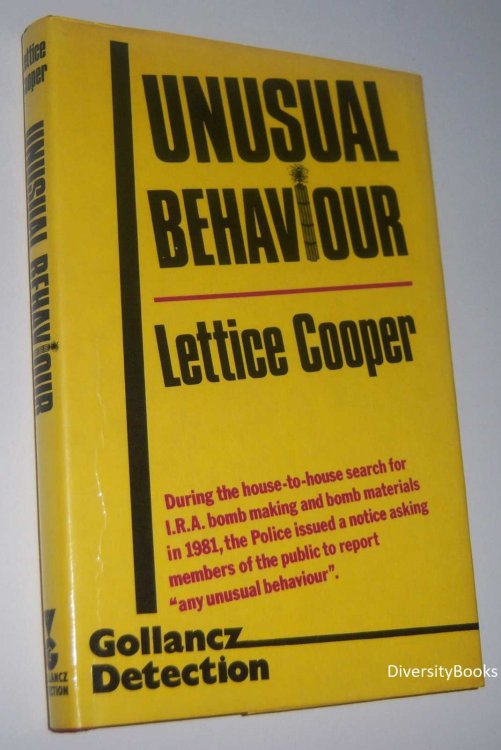 UNUSUAL
BEHAVIOUR
Lettice Cooper
During the house-to-house search for
I.R.A. bomb making and bomb materials
in 1981, the Police issued a notice asking
members of the public to report
“any unusual behaviour”.
Gollancz
Detection
Lettice
Cooper
UNUSUAL BEHAVIOUR
DiversityBooks